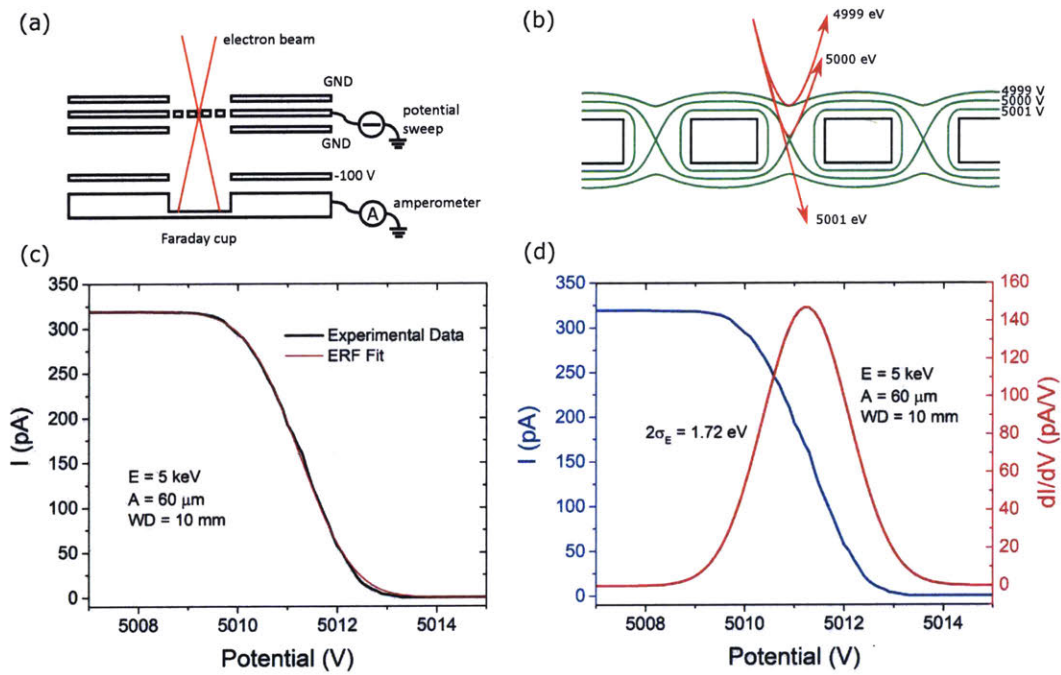 (a)
electron beam
GND
potential
sweep
GND
-100 V
amperometer
A
Faraday cup
(b)
4999 eV
5000 eV
4999 V
5000 V
5001 V
5001 eV
(c)
350
300
250
200
150
100
50
0
I (pA)
Experimental Data
ERF Fit
E = 5 keV
A = 60 μm
WD = 10 mm
5008
5010
5012
5014
Potential (V)
(d)
350
300
250
200
150
100
50
0
I (pA)
2σE = 1.72 eV
E = 5 keV
A = 60 μm
WD = 10 mm
160
140
120
100
80
60
40
20
0
dI/dV (pA/V)
5008
5010
5012
5014
Potential (V)